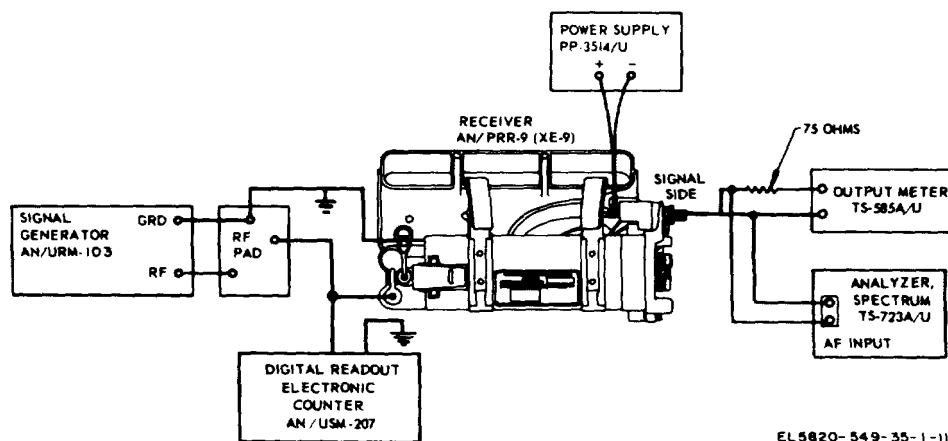 POWER SUPPLY
PP-3514/U
+ -
RECEIVER
AN/PRR-9 (XE-9)
75 OHMS
SIGNAL
SIDE
OUTPUT METER
TS-585A/U
SIGNAL
GENERATOR
AN/URM-103
GRD
RF
RF
PAD
ANALYZER,
SPECTRUM
TS-723A/U
AF INPUT
DIGITAL READOUT
ELECTRONIC
COUNTER
AN/USM-207
EL5820-549-35-1-11